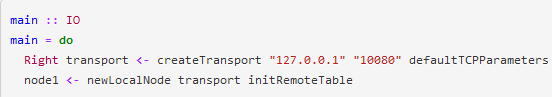 main :: IO
main = do
  Right transport <- createTransport "127.0.0.1" "10080" defaultTCPParameters
  node1 <- newLocalNode transport initRemoteTable